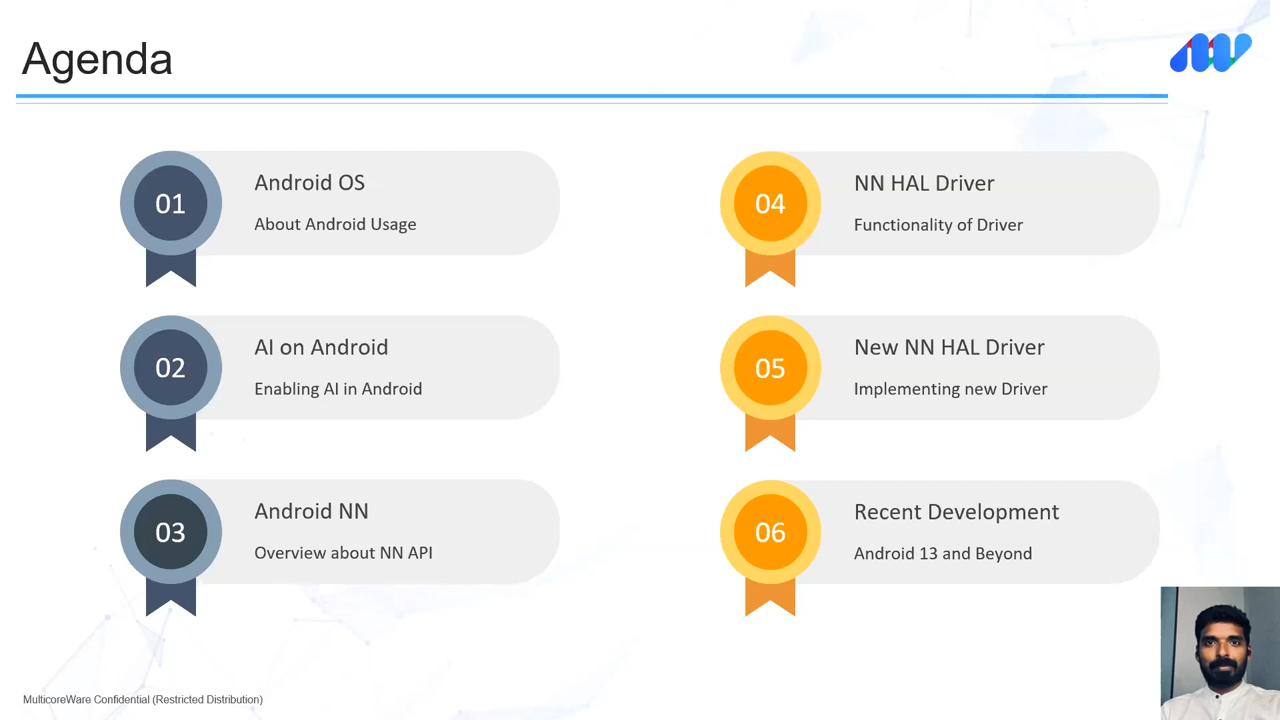 Agenda
01
Android OS
About Android Usage
02
AI on Android
Enabling AI in Android
03
Android NN
Overview about NN API
04
NN HAL Driver
Functionality of Driver
05
New NN HAL Driver
Implementing new Driver
06
Recent Development
Android 13 and Beyond
MulticoreWare Confidential (Restricted Distribution)